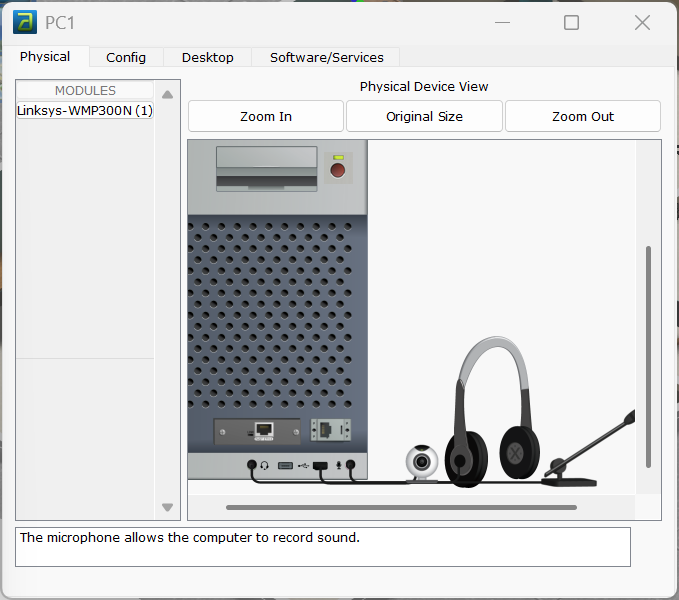 PC1
Physical
Config
Desktop
Software/Services
MODULES
Linksys-WMP300N (1)
Physical Device View
Zoom In
Original Size
Zoom Out
The microphone allows the computer to record sound.